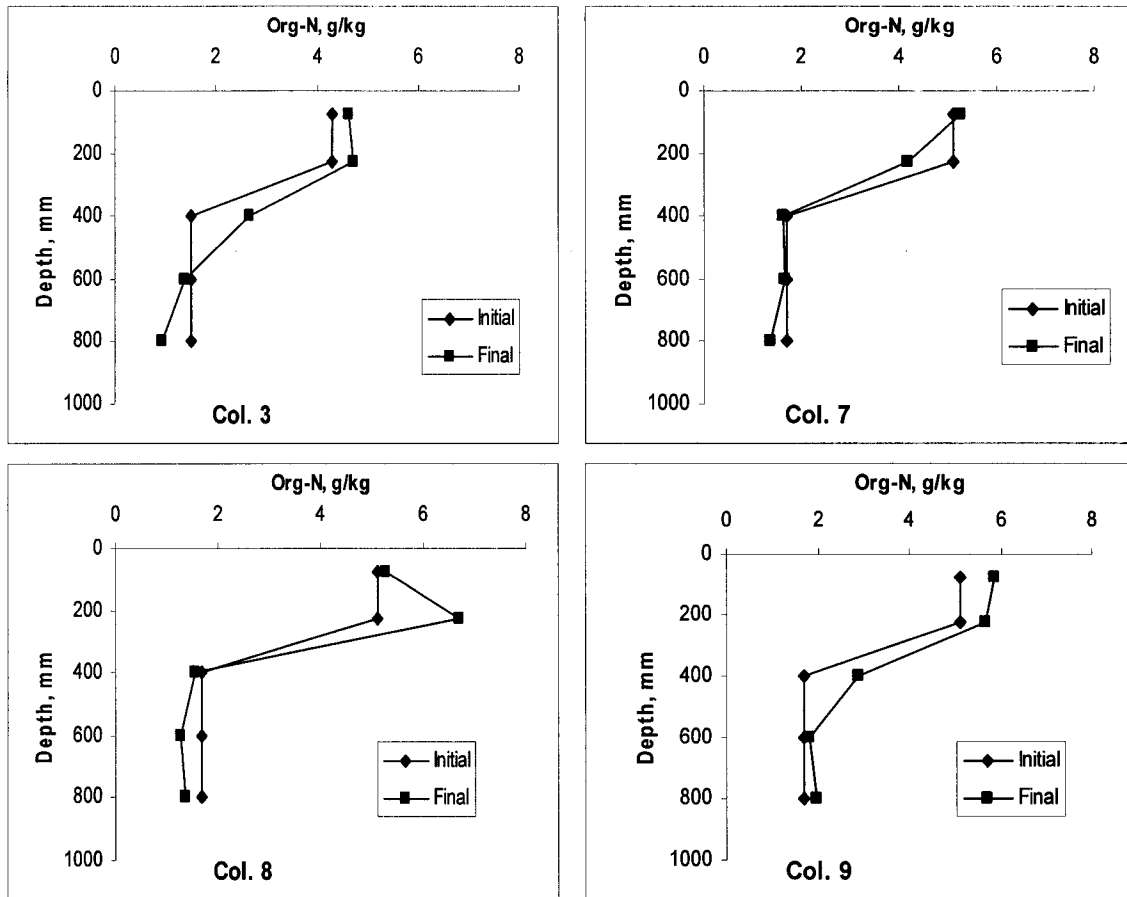 Org-N, g/kg
0 2 4 6 8
0
200
400
600
800
1000
Depth, mm
Initial
Final
Col. 3
Org-N, g/kg
0 2 4 6 8
0
200
400
600
800
1000
Depth, mm
Initial
Final
Col. 7
Org-N, g/kg
0 2 4 6 8
0
200
400
600
800
1000
Depth, mm
Initial
Final
Col. 8
Org-N, g/kg
0 2 4 6 8
0
200
400
600
800
1000
Depth, mm
Initial
Final
Col. 9